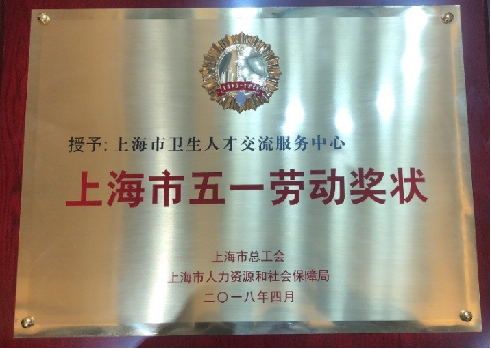 授予:上海市卫生人才交流服务中心
上海市五一劳动奖状
上海市总工会
上海市人力资源和社会保障局
二〇一八年四月